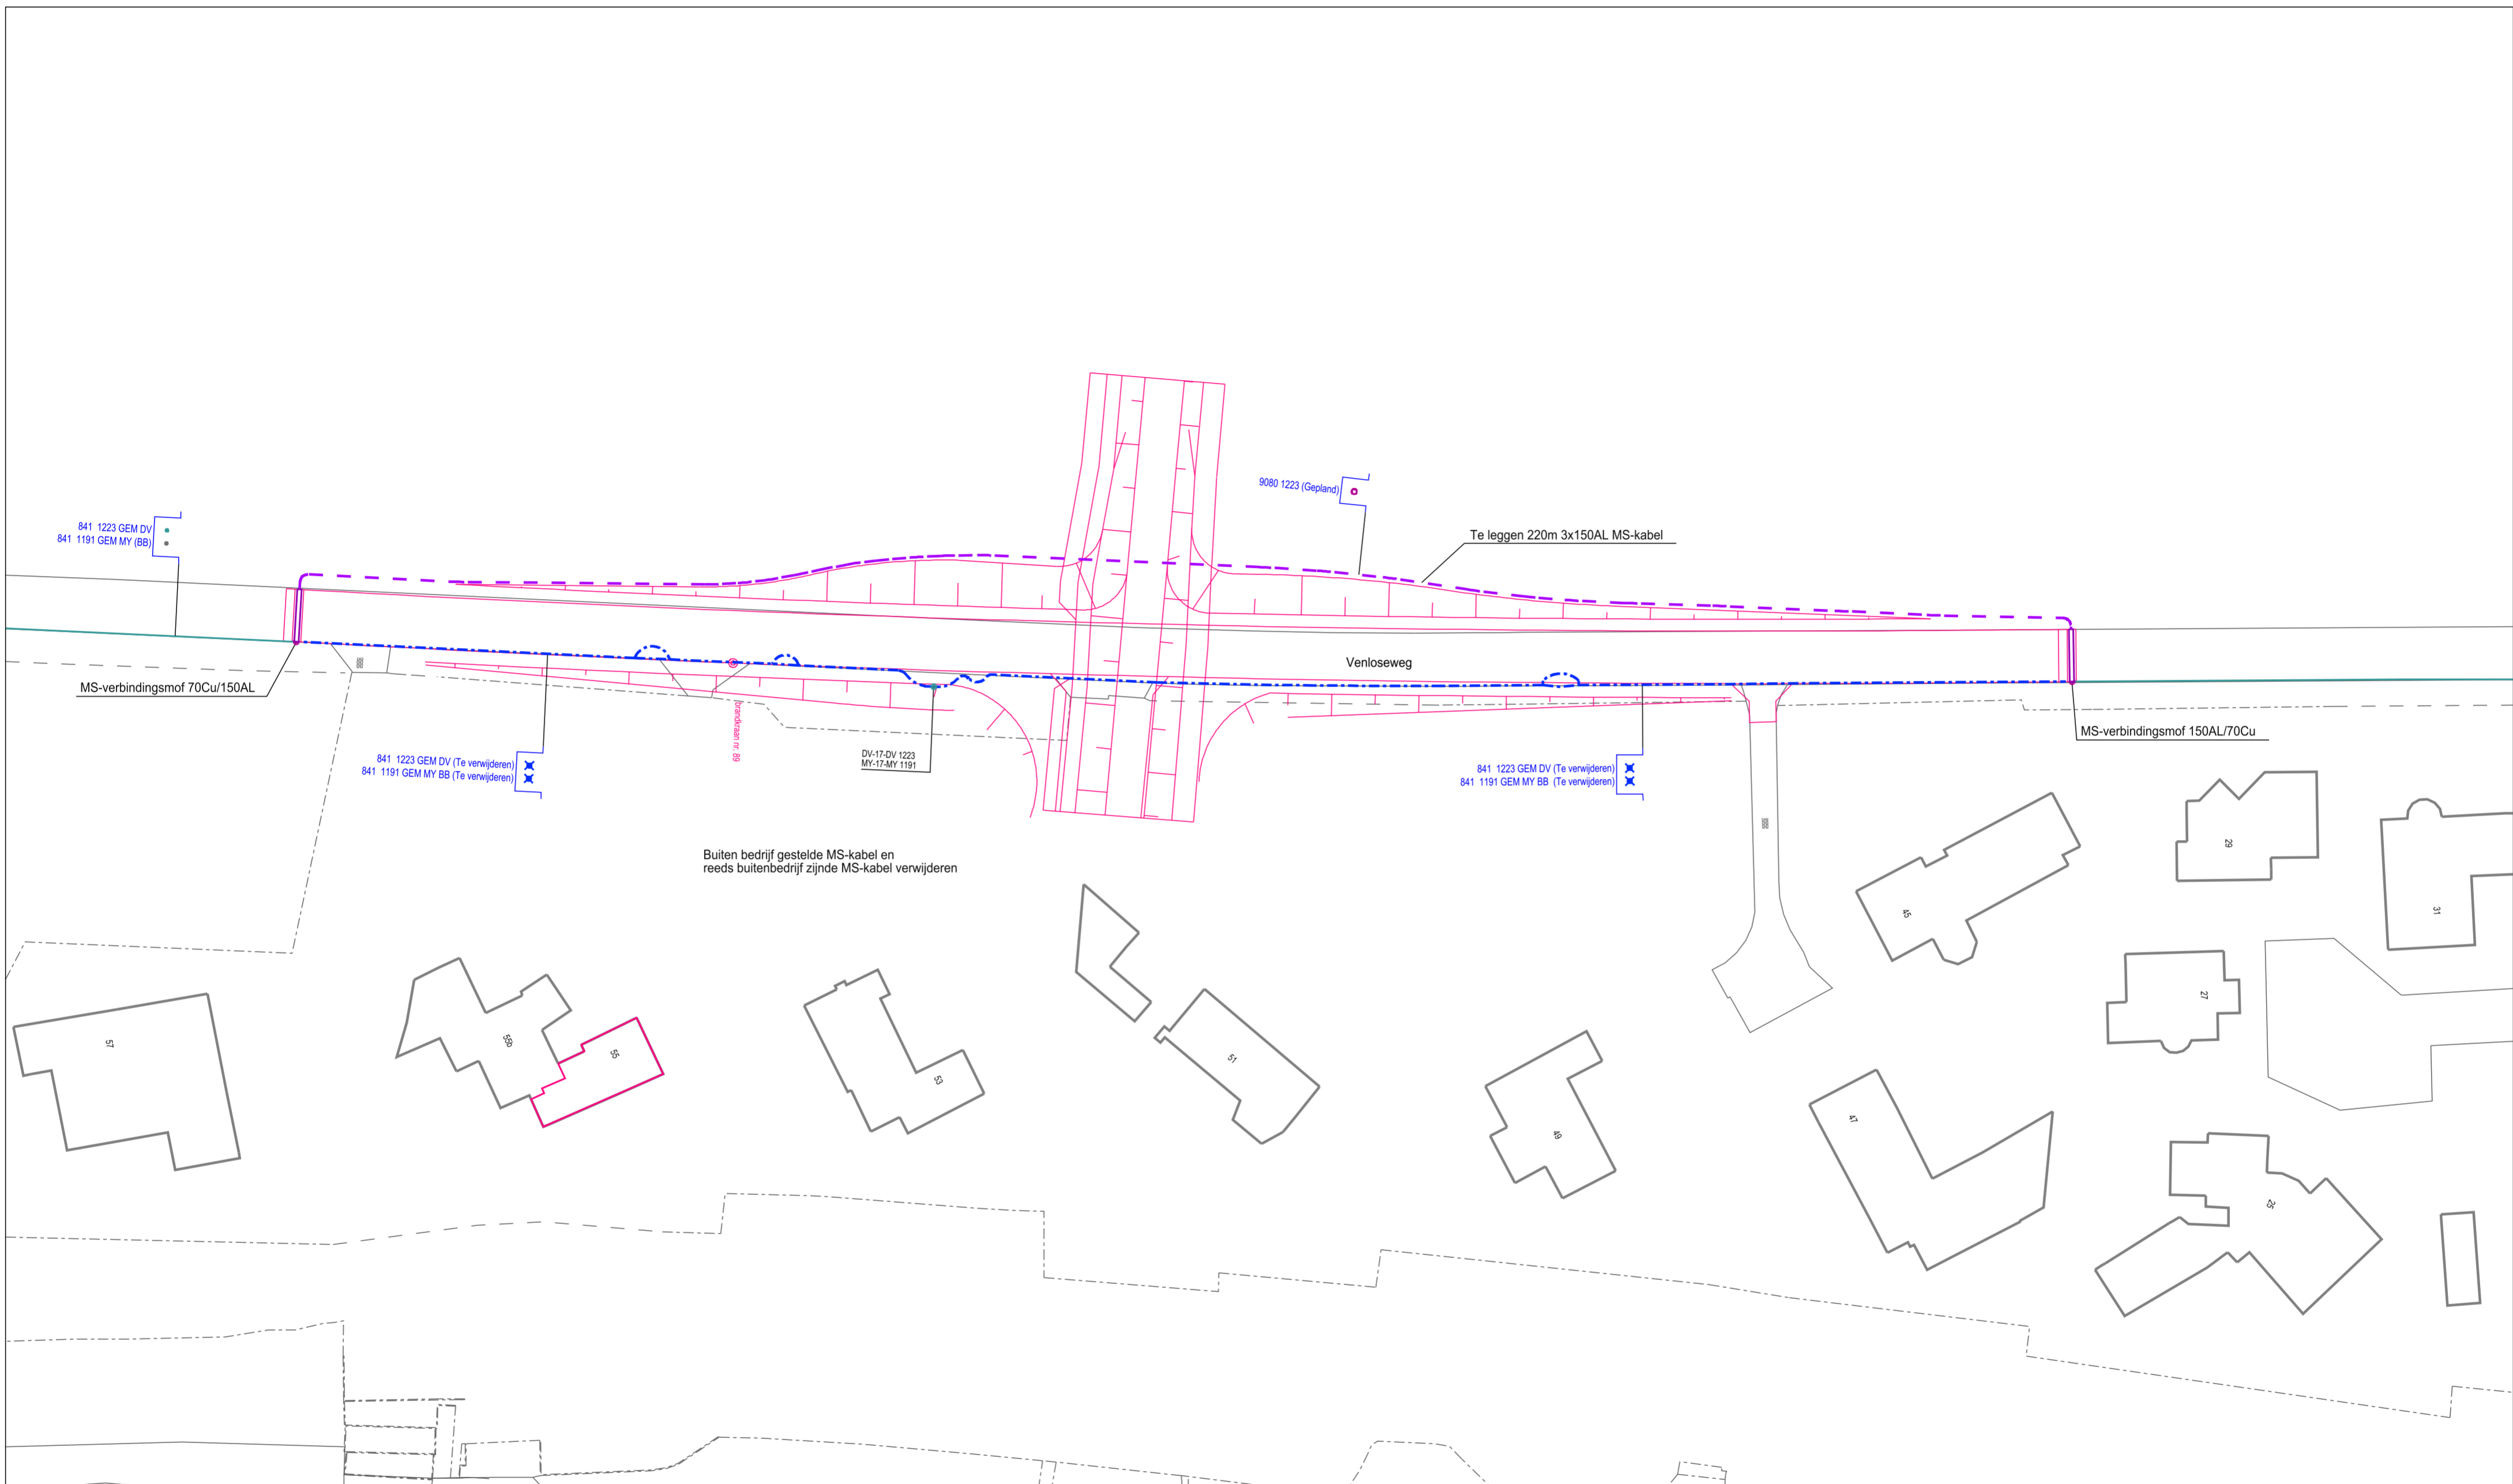 9080 1223 (Gepland)
841 1223 GEM DV
841 1191 GEM MY (BB)
Te leggen 220m 3x150AL MS-kabel
Venloseweg
MS-verbindingsmof 70Cu/150AL
MS-verbindingsmof 150AL/70Cu
brandkraan nr. 89
DV-17-DV 1223
MY-17-MY 1191
841 1223 GEM DV (Te verwijderen)
841 1191 GEM MY BB (Te verwijderen)
841 1223 GEM DV (Te verwijderen)
841 1191 GEM MY BB (Te verwijderen)
Buiten bedrijf gestelde MS-kabel en
reeds buitenbedrijf zijnde MS-kabel verwijderen
29
45
31
27
57
55b
55
53
51
49
47
25